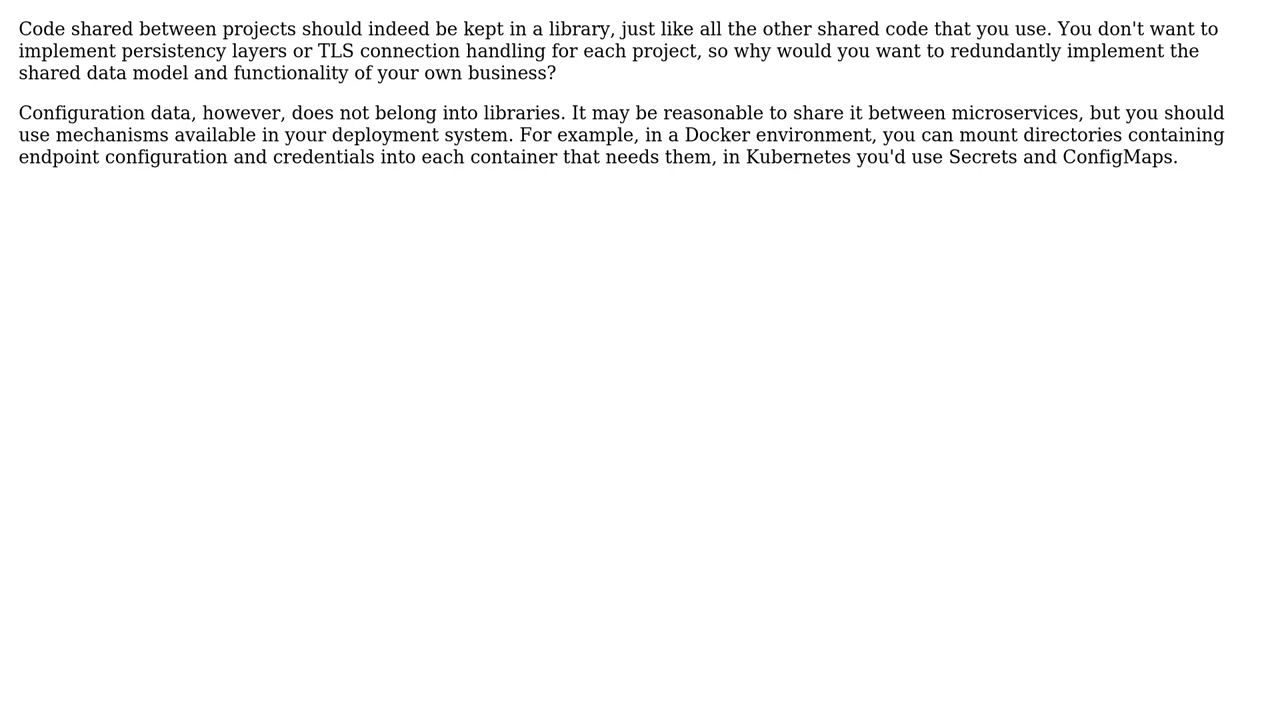 Code shared between projects should indeed be kept in a library, just like all the other shared code that you use. You don't want to
implement persistency layers or TLS connection handling for each project, so why would you want to redundantly implement the
shared data model and functionality of your own business?
Configuration data, however, does not belong into libraries. It may be reasonable to share it between microservices, but you should
use mechanisms available in your deployment system. For example, in a Docker environment, you can mount directories containing
endpoint configuration and credentials into each container that needs them, in Kubernetes you'd use Secrets and ConfigMaps.